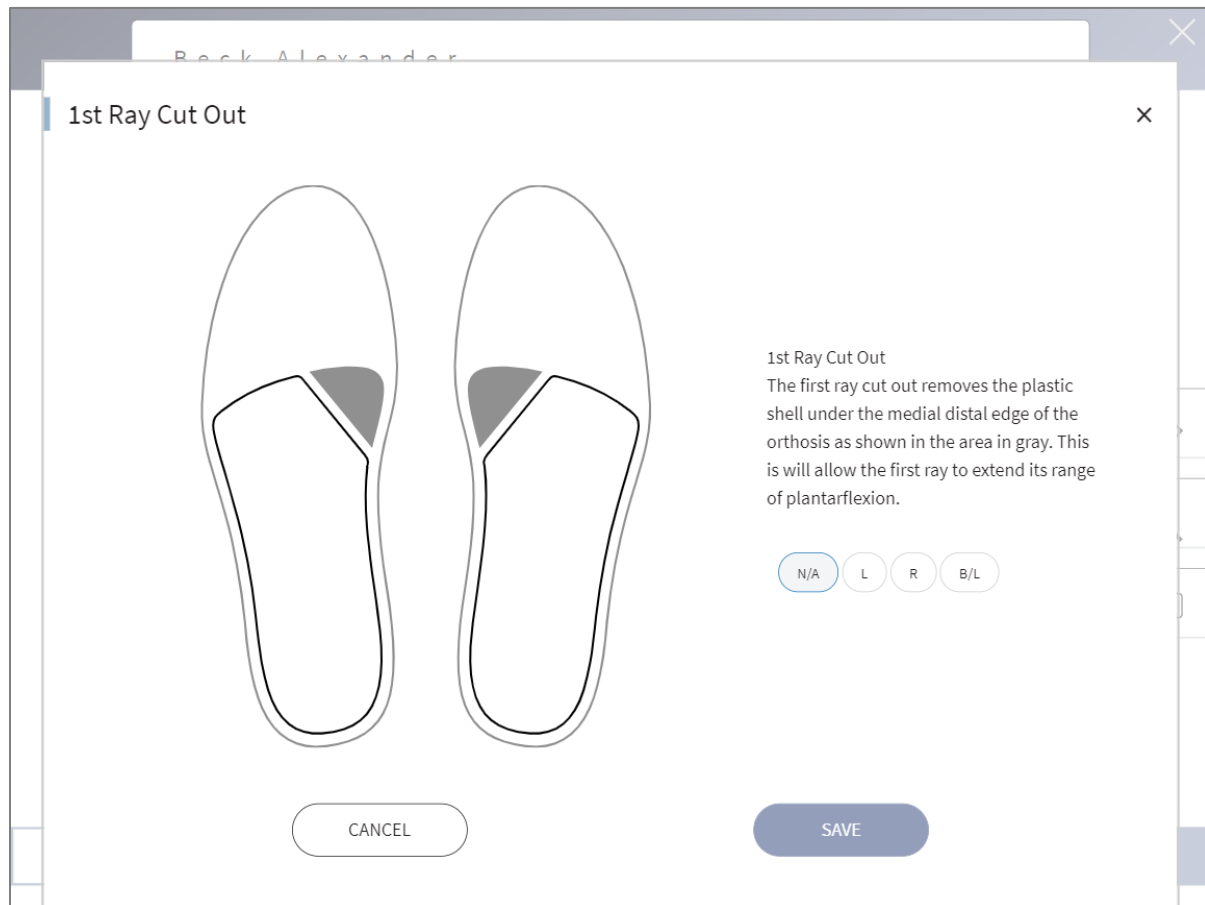 Beck Alexander
1st Ray Cut Out
1st Ray Cut Out
The first ray cut out removes the plastic
shell under the medial distal edge of the
orthosis as shown in the area in gray. This
is will allow the first ray to extend its range
of plantarflexion.
N/A L R B/L
CANCEL SAVE